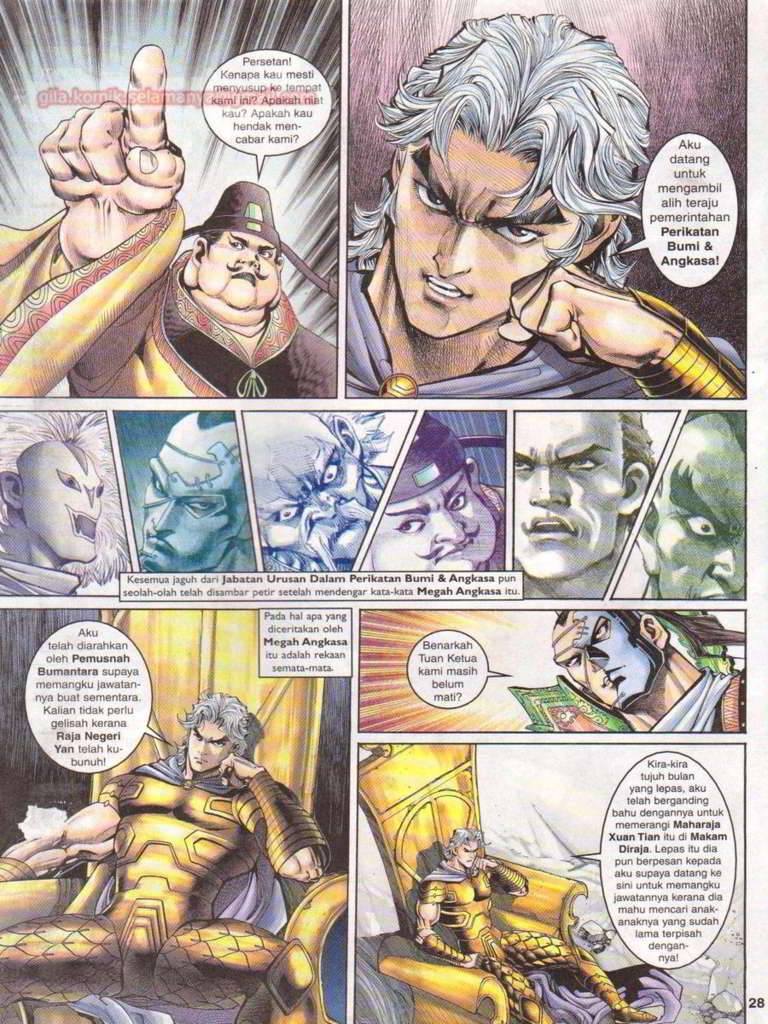 Persetan!
Kenapa kau mesti
menyusup ke tempat
kami ini? Apakah niat
kau? Apakah kau
hendak men-
cabar kami?
Aku
datang
untuk
mengambil
alih teraju
pemerintahan
Perikatan
Bumi &
Angkasa!
Kesemua jaguh dari Jabatan Urusan Dalam Perikatan Bumi & Angkasa pun
seolah-olah telah disambar petir setelah mendengar kata-kata Megah Angkasa itu.
Aku
telah diarahkan
oleh Pemusnah
Bumantara supaya
memangku jawatan-
nya buat sementara.
Kalian tidak perlu
gelisah kerana
Raja Negeri
Yan telah ku-
bunuh!
Pada hal apa yang
diceritakan oleh
Megah Angkasa
itu adalah rekaan
semata-mata.
Benarkah
Tuan Ketua
kami masih
belum
mati?
Kira-kira
tujuh bulan
yang lepas, aku
telah berganding
bahu dengannya untuk
memerangi Maharaja
Xuan Tian itu di Makam
Diraja. Lepas itu dia
pun berpesan kepada
aku supaya datang ke
sini untuk memangku
jawatannya kerana dia
mahu mencari anak-
anaknya yang sudah
lama terpisah
dengan-
nya!
28